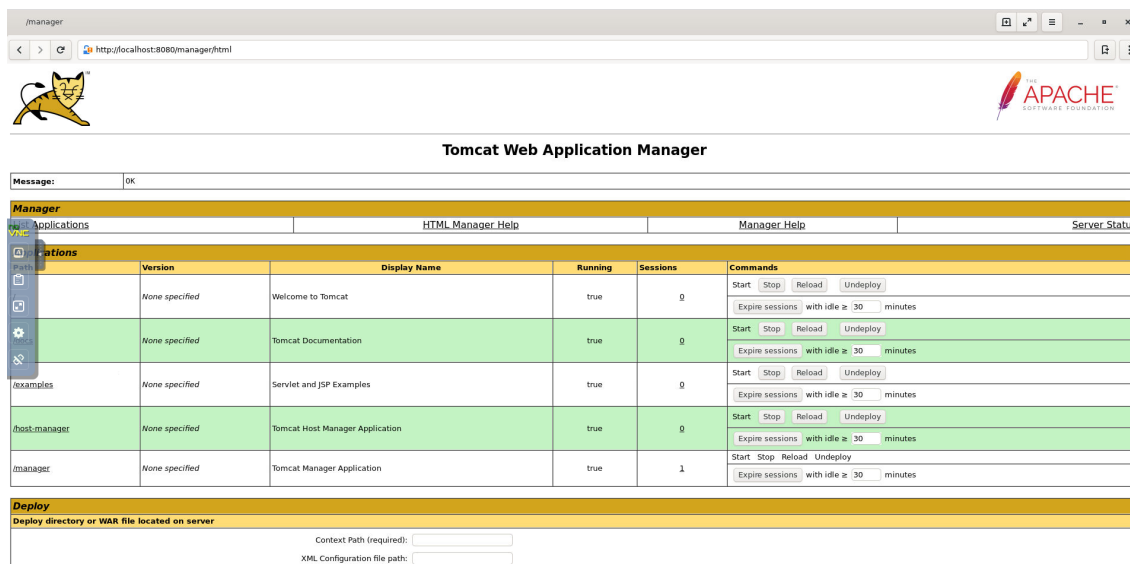 /manager
http://localhost:8080/manager/html
TM
THE
APACHE
SOFTWARE FOUNDATION
Tomcat Web Application Manager
Message: OK
Manager
Applications HTML Manager Help Manager Help Server Statu
VNC
Path Version Display Name Running Sessions Commands
None specified Welcome to Tomcat true 0 Start Stop Reload Undeploy
Expire sessions with idle ≥ 30 minutes
None specified Tomcat Documentation true 0 Start Stop Reload Undeploy
Expire sessions with idle ≥ 30 minutes
/examples None specified Servlet and JSP Examples true 0 Start Stop Reload Undeploy
Expire sessions with idle ≥ 30 minutes
/host-manager None specified Tomcat Host Manager Application true 0 Start Stop Reload Undeploy
Expire sessions with idle ≥ 30 minutes
/manager None specified Tomcat Manager Application true 1 Start Stop Reload Undeploy
Expire sessions with idle ≥ 30 minutes
Deploy
Deploy directory or WAR file located on server
Context Path (required):
XML Configuration file path: